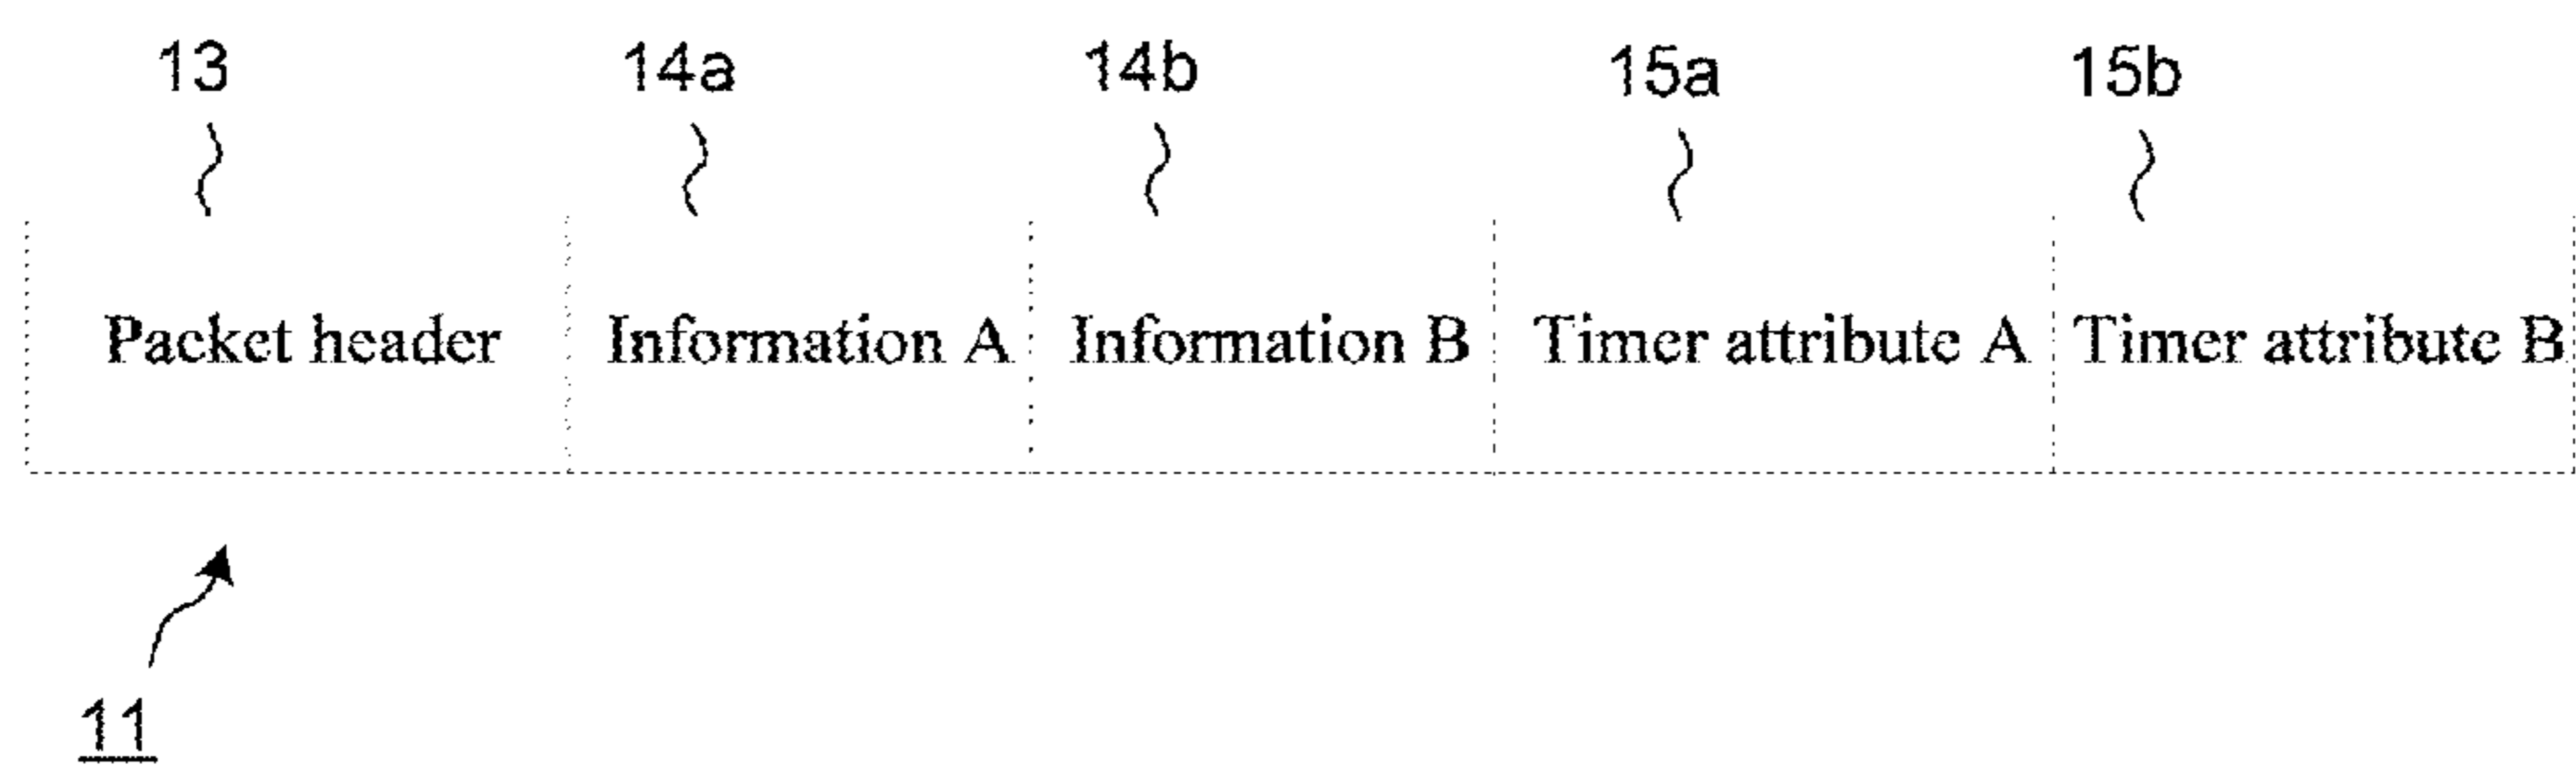 13 14a 14b 15a 15b
Packet header Information A Information B Timer attribute A Timer attribute B
11